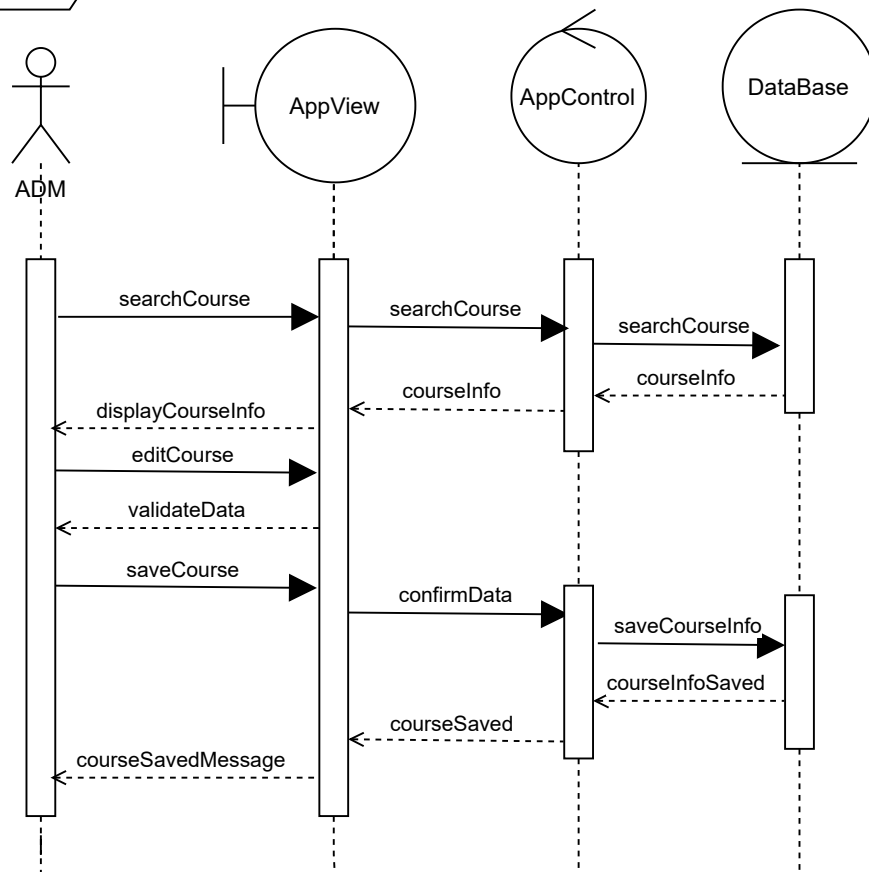 AppView
AppControl
DataBase
ADM
searchCourse
searchCourse
searchCourse
courseInfo
courseInfo
displayCourseInfo
editCourse
validateData
saveCourse
confirmData
saveCourseInfo
courseInfoSaved
courseSaved
courseSavedMessage